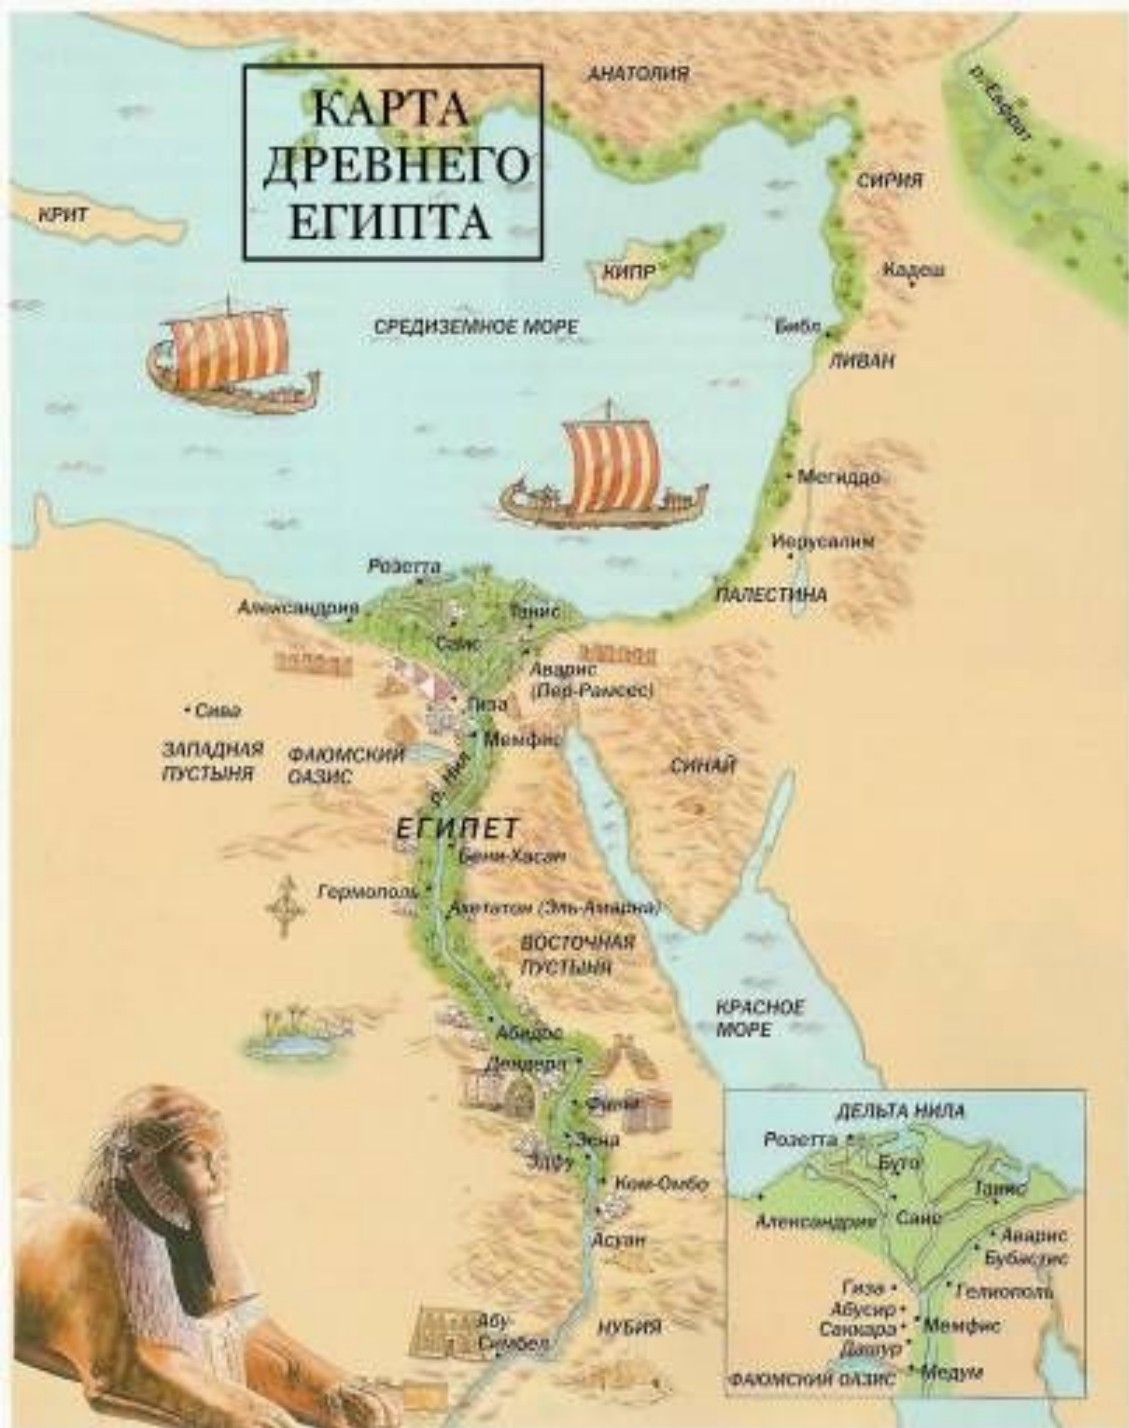 КАРТА
ДРЕВНЕГО
ЕГИПТА
АНАТОЛИЯ
р.Евфрат
СИРИЯ
КРИТ
КИПР
Кадеш
СРЕДИЗЕМНОЕ МОРЕ
Библ
ЛИВАН
Мегиддо
Иерусалим
ПАЛЕСТИНА
Розетта
Александрия
Танис
Саис
Аварис
(Пер-Рамсес)
Гиза
Сива
Мемфис
ЗАПАДНАЯ
ПУСТЫНЯ
ФАЮМСКИЙ
ОАЗИС
р. Нил
СИНАЙ
ЕГИПЕТ
Бени-Хасан
Гермополь
Ахетатон (Эль-Амарна)
ВОСТОЧНАЯ
ПУСТЫНЯ
КРАСНОЕ
МОРЕ
Абидос
Дендера
Эдфу
Ком-Омбо
Асуан
Абу-
Симбел
НУБИЯ
ДЕЛЬТА НИЛА
Розетта
Буто
Танис
Александрия
Саис
Аварис
Бубастис
Гиза
Гелиополь
Абусир
Саккара
Мемфис
Дашур
ФАЮМСКИЙ ОАЗИС
Медум